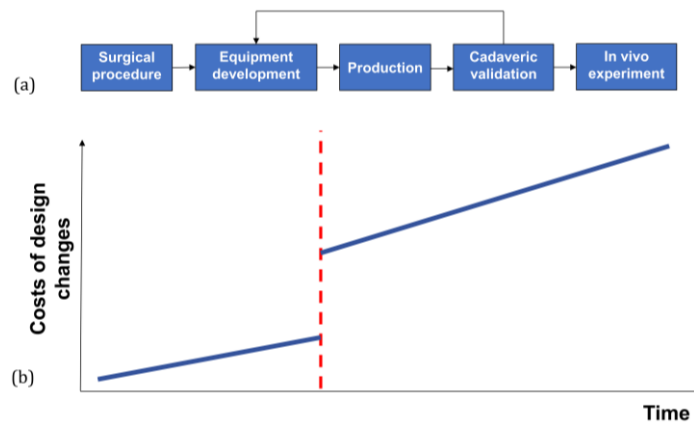 Surgical
procedure
Equipment
development
Production
Cadaveric
validation
In vivo
experiment
(a)
Costs of design
changes
(b)
Time